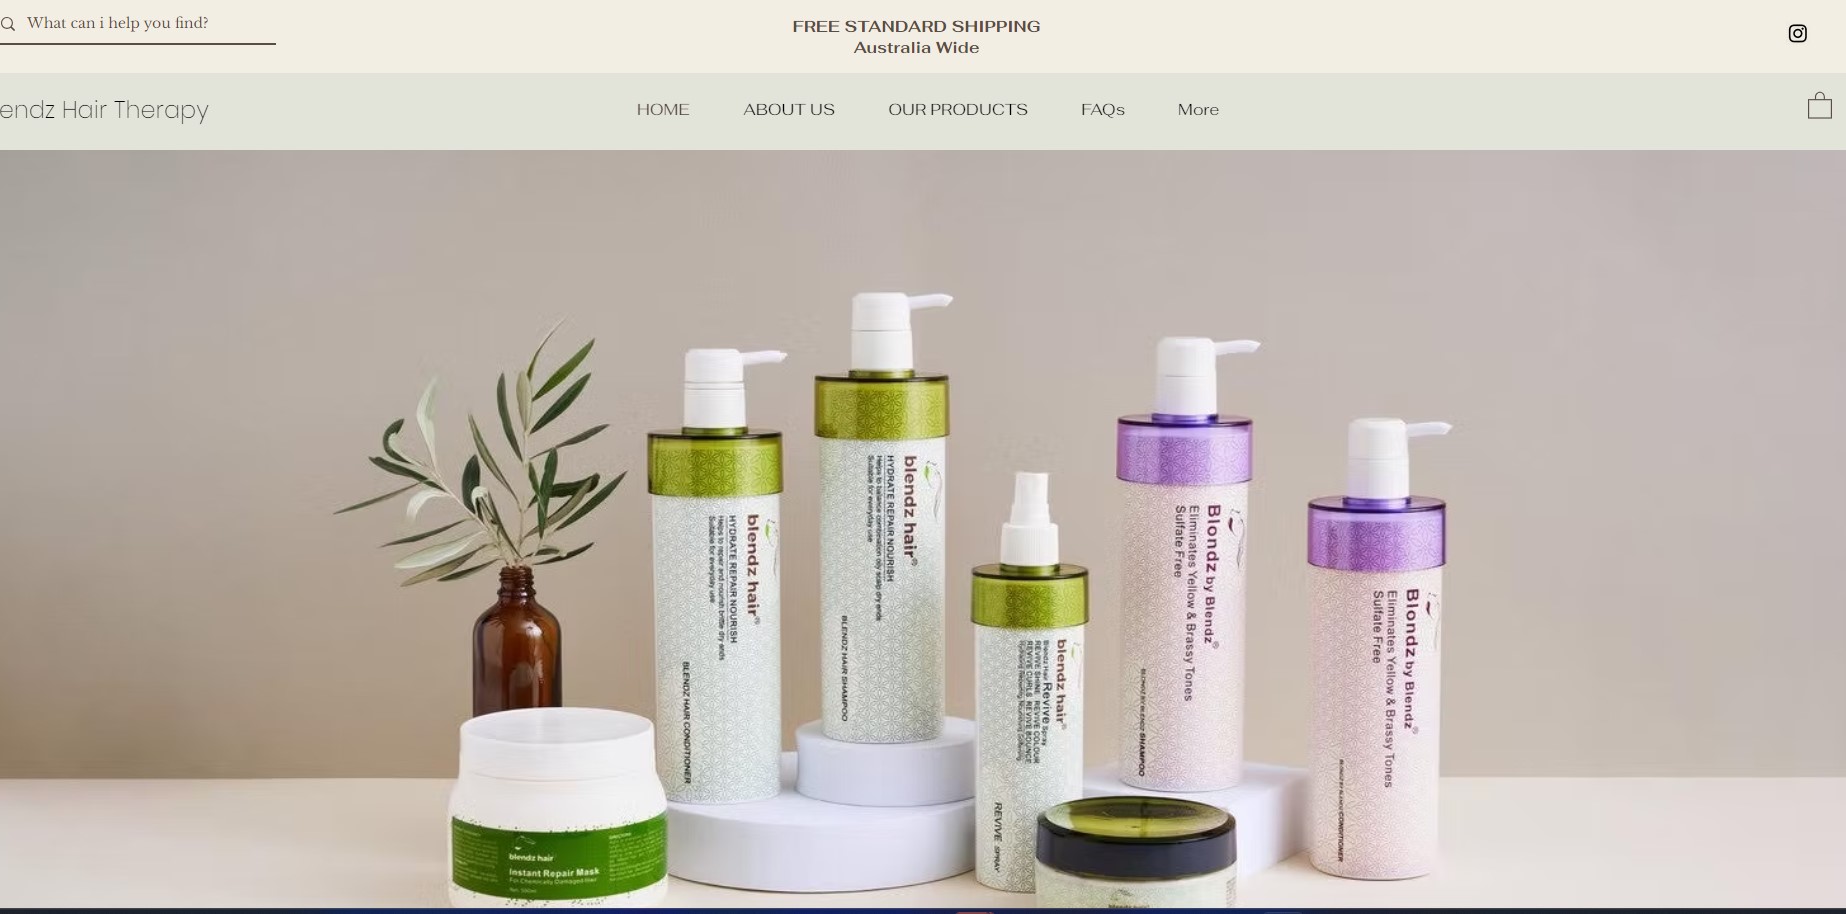 What can i help you find?
FREE STANDARD SHIPPING
Australia Wide
endz Hair Therapy
HOME
ABOUT US
OUR PRODUCTS
FAQs
More
blendz hair®
HYDRATE REPAIR NOURISH
Helps to repair and nourish brittle dry ends
Suitable for everyday use
BLENDZ HAIR CONDITIONER
blendz hair®
HYDRATE REPAIR NOURISH
Helps to balance combination oily scalp dry ends
Suitable for everyday use
BLENDZ HAIR SHAMPOO
blendz hair®
Blendz Hair Revive Spray
REVIVE SHINE REVIVE COLOUR
REVIVE CURLS REVIVE BOUNCE
REVIVE SPRAY
Blondz by Blendz®
Eliminates Yellow & Brassy Tones
Sulfate Free
BLONDZ BY BLENDZ SHAMPOO
Blondz by Blendz®
Eliminates Yellow & Brassy Tones
Sulfate Free
BLONDZ BY BLENDZ CONDITIONER
blendz hair
Instant Repair Mask
For Chemically Damaged Hair